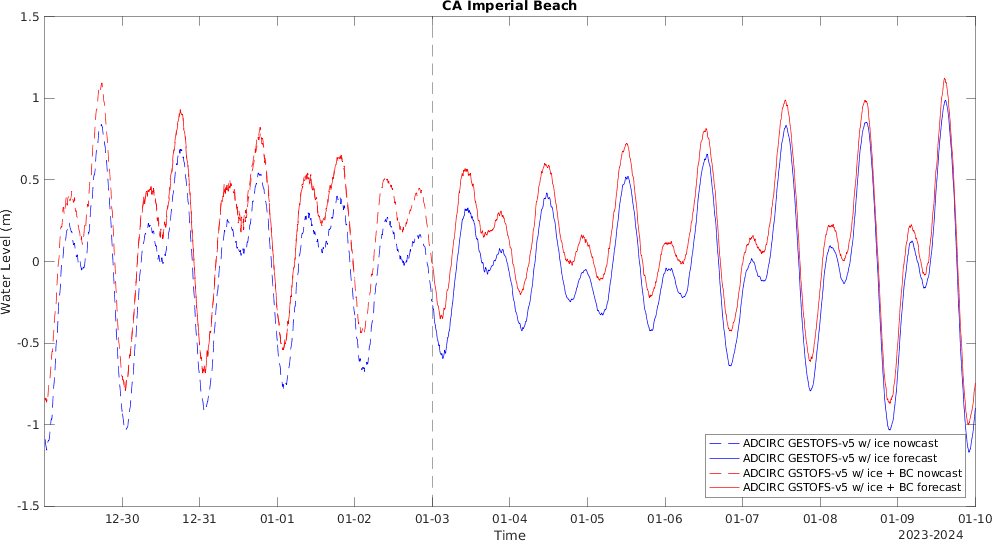 CA Imperial Beach
1.5
1
0.5
0
-0.5
-1
-1.5
Water Level (m)
12-30 12-31 01-01 01-02 01-03 01-04 01-05 01-06 01-07 01-08 01-09 01-10
Time
2023-2024
ADCIRC GESTOFS-v5 w/ ice nowcast
ADCIRC GESTOFS-v5 w/ ice forecast
ADCIRC GSTOFS-v5 w/ ice + BC nowcast
ADCIRC GSTOFS-v5 w/ ice + BC forecast